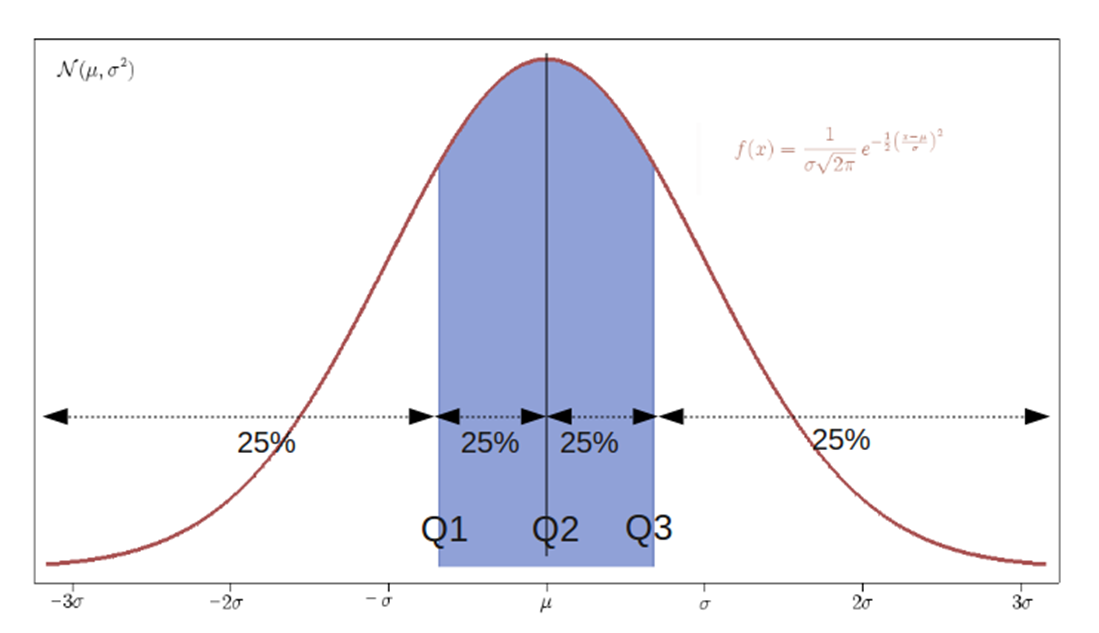 𝒩(μ, σ²)
f(x) = 1/(σ√2π) e^(−1/2((x−μ)/σ)²)
25% 25% 25% 25%
Q1 Q2 Q3
−3σ −2σ −σ μ σ 2σ 3σ